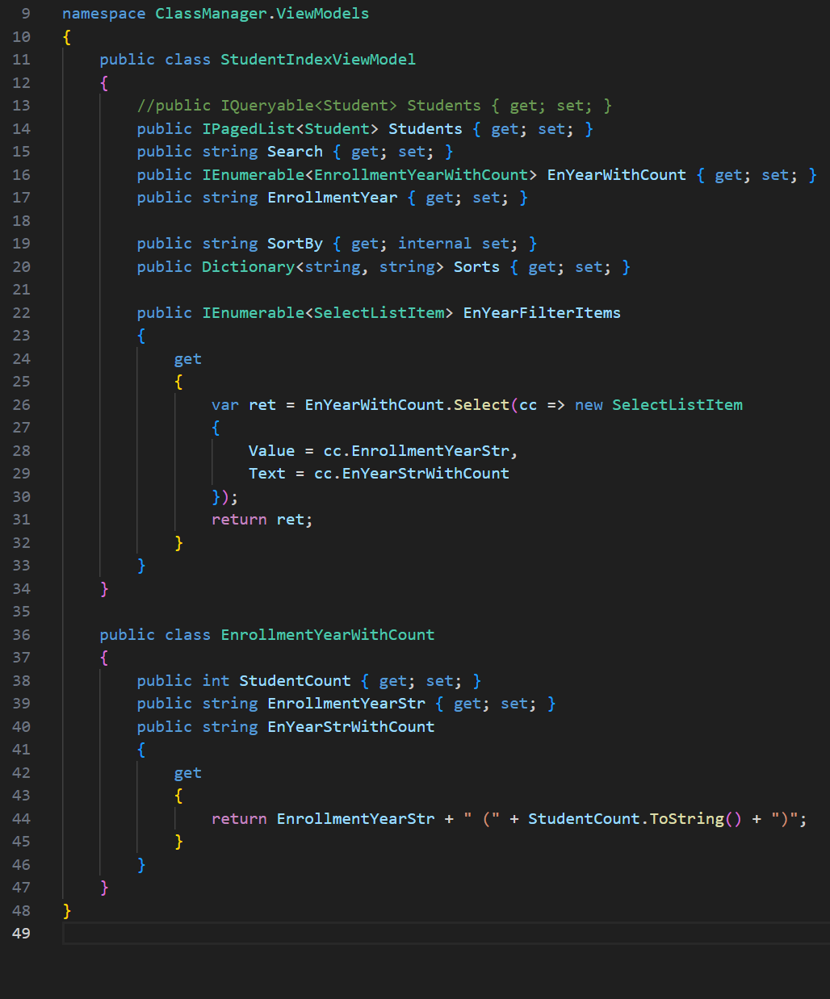 9 namespace ClassManager.ViewModels
10 {
11     public class StudentIndexViewModel
12     {
13         //public IQueryable<Student> Students { get; set; }
14         public IPagedList<Student> Students { get; set; }
15         public string Search { get; set; }
16         public IEnumerable<EnrollmentYearWithCount> EnYearWithCount { get; set; }
17         public string EnrollmentYear { get; set; }
18
19         public string SortBy { get; internal set; }
20         public Dictionary<string, string> Sorts { get; set; }
21
22         public IEnumerable<SelectListItem> EnYearFilterItems
23         {
24             get
25             {
26                 var ret = EnYearWithCount.Select(cc => new SelectListItem
27                 {
28                     Value = cc.EnrollmentYearStr,
29                     Text = cc.EnYearStrWithCount
30                 });
31                 return ret;
32             }
33         }
34     }
35
36     public class EnrollmentYearWithCount
37     {
38         public int StudentCount { get; set; }
39         public string EnrollmentYearStr { get; set; }
40         public string EnYearStrWithCount
41         {
42             get
43             {
44                 return EnrollmentYearStr + " (" + StudentCount.ToString() + ")";
45             }
46         }
47     }
48 }
49